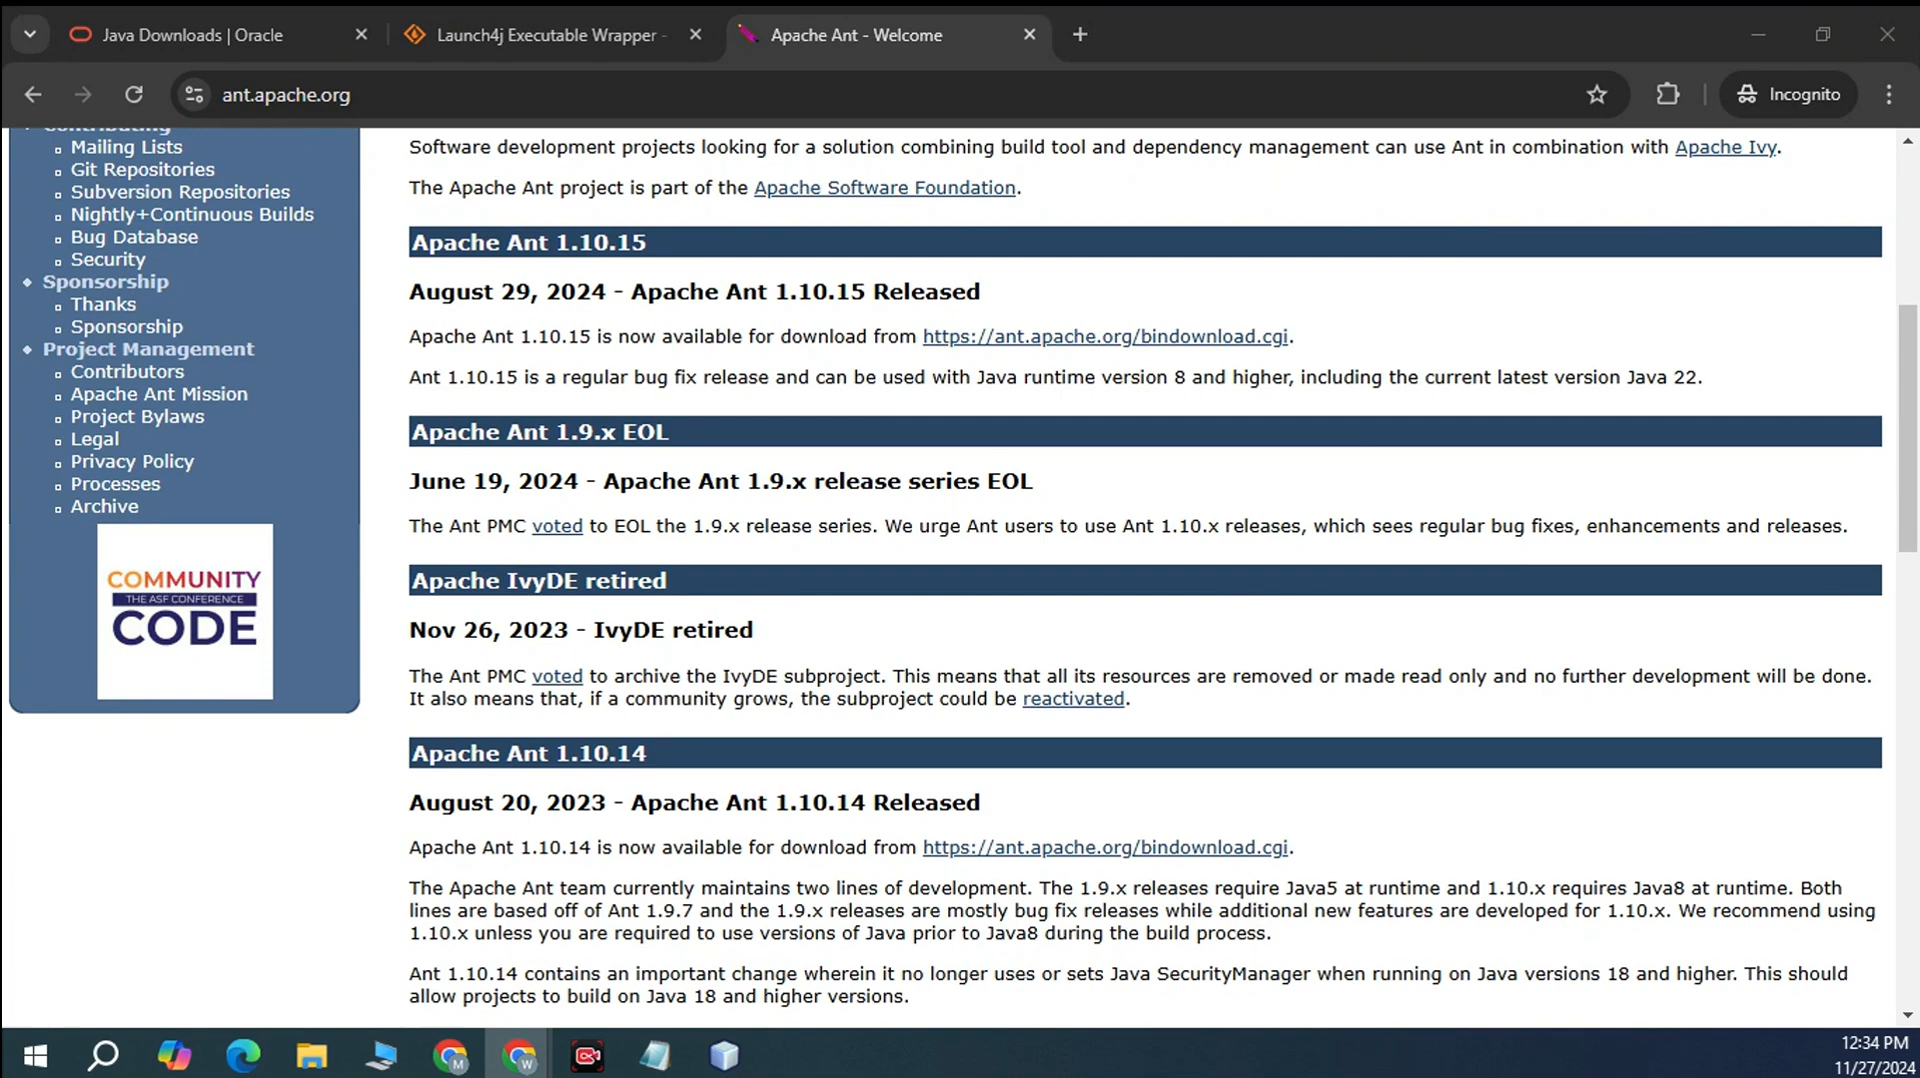 Java Downloads | Oracle
Launch4j Executable Wrapper -
Apache Ant - Welcome
ant.apache.org
Incognito
Contributing
Mailing Lists
Git Repositories
Subversion Repositories
Nightly+Continuous Builds
Bug Database
Security
Sponsorship
Thanks
Sponsorship
Project Management
Contributors
Apache Ant Mission
Project Bylaws
Legal
Privacy Policy
Processes
Archive
COMMUNITY
THE ASF CONFERENCE
CODE
Software development projects looking for a solution combining build tool and dependency management can use Ant in combination with Apache Ivy.
The Apache Ant project is part of the Apache Software Foundation.
Apache Ant 1.10.15
August 29, 2024 - Apache Ant 1.10.15 Released
Apache Ant 1.10.15 is now available for download from https://ant.apache.org/bindownload.cgi.
Ant 1.10.15 is a regular bug fix release and can be used with Java runtime version 8 and higher, including the current latest version Java 22.
Apache Ant 1.9.x EOL
June 19, 2024 - Apache Ant 1.9.x release series EOL
The Ant PMC voted to EOL the 1.9.x release series. We urge Ant users to use Ant 1.10.x releases, which sees regular bug fixes, enhancements and releases.
Apache IvyDE retired
Nov 26, 2023 - IvyDE retired
The Ant PMC voted to archive the IvyDE subproject. This means that all its resources are removed or made read only and no further development will be done.
It also means that, if a community grows, the subproject could be reactivated.
Apache Ant 1.10.14
August 20, 2023 - Apache Ant 1.10.14 Released
Apache Ant 1.10.14 is now available for download from https://ant.apache.org/bindownload.cgi.
The Apache Ant team currently maintains two lines of development. The 1.9.x releases require Java5 at runtime and 1.10.x requires Java8 at runtime. Both
lines are based off of Ant 1.9.7 and the 1.9.x releases are mostly bug fix releases while additional new features are developed for 1.10.x. We recommend using
1.10.x unless you are required to use versions of Java prior to Java8 during the build process.
Ant 1.10.14 contains an important change wherein it no longer uses or sets Java SecurityManager when running on Java versions 18 and higher. This should
allow projects to build on Java 18 and higher versions.
M
W
12:34 PM
11/27/2024